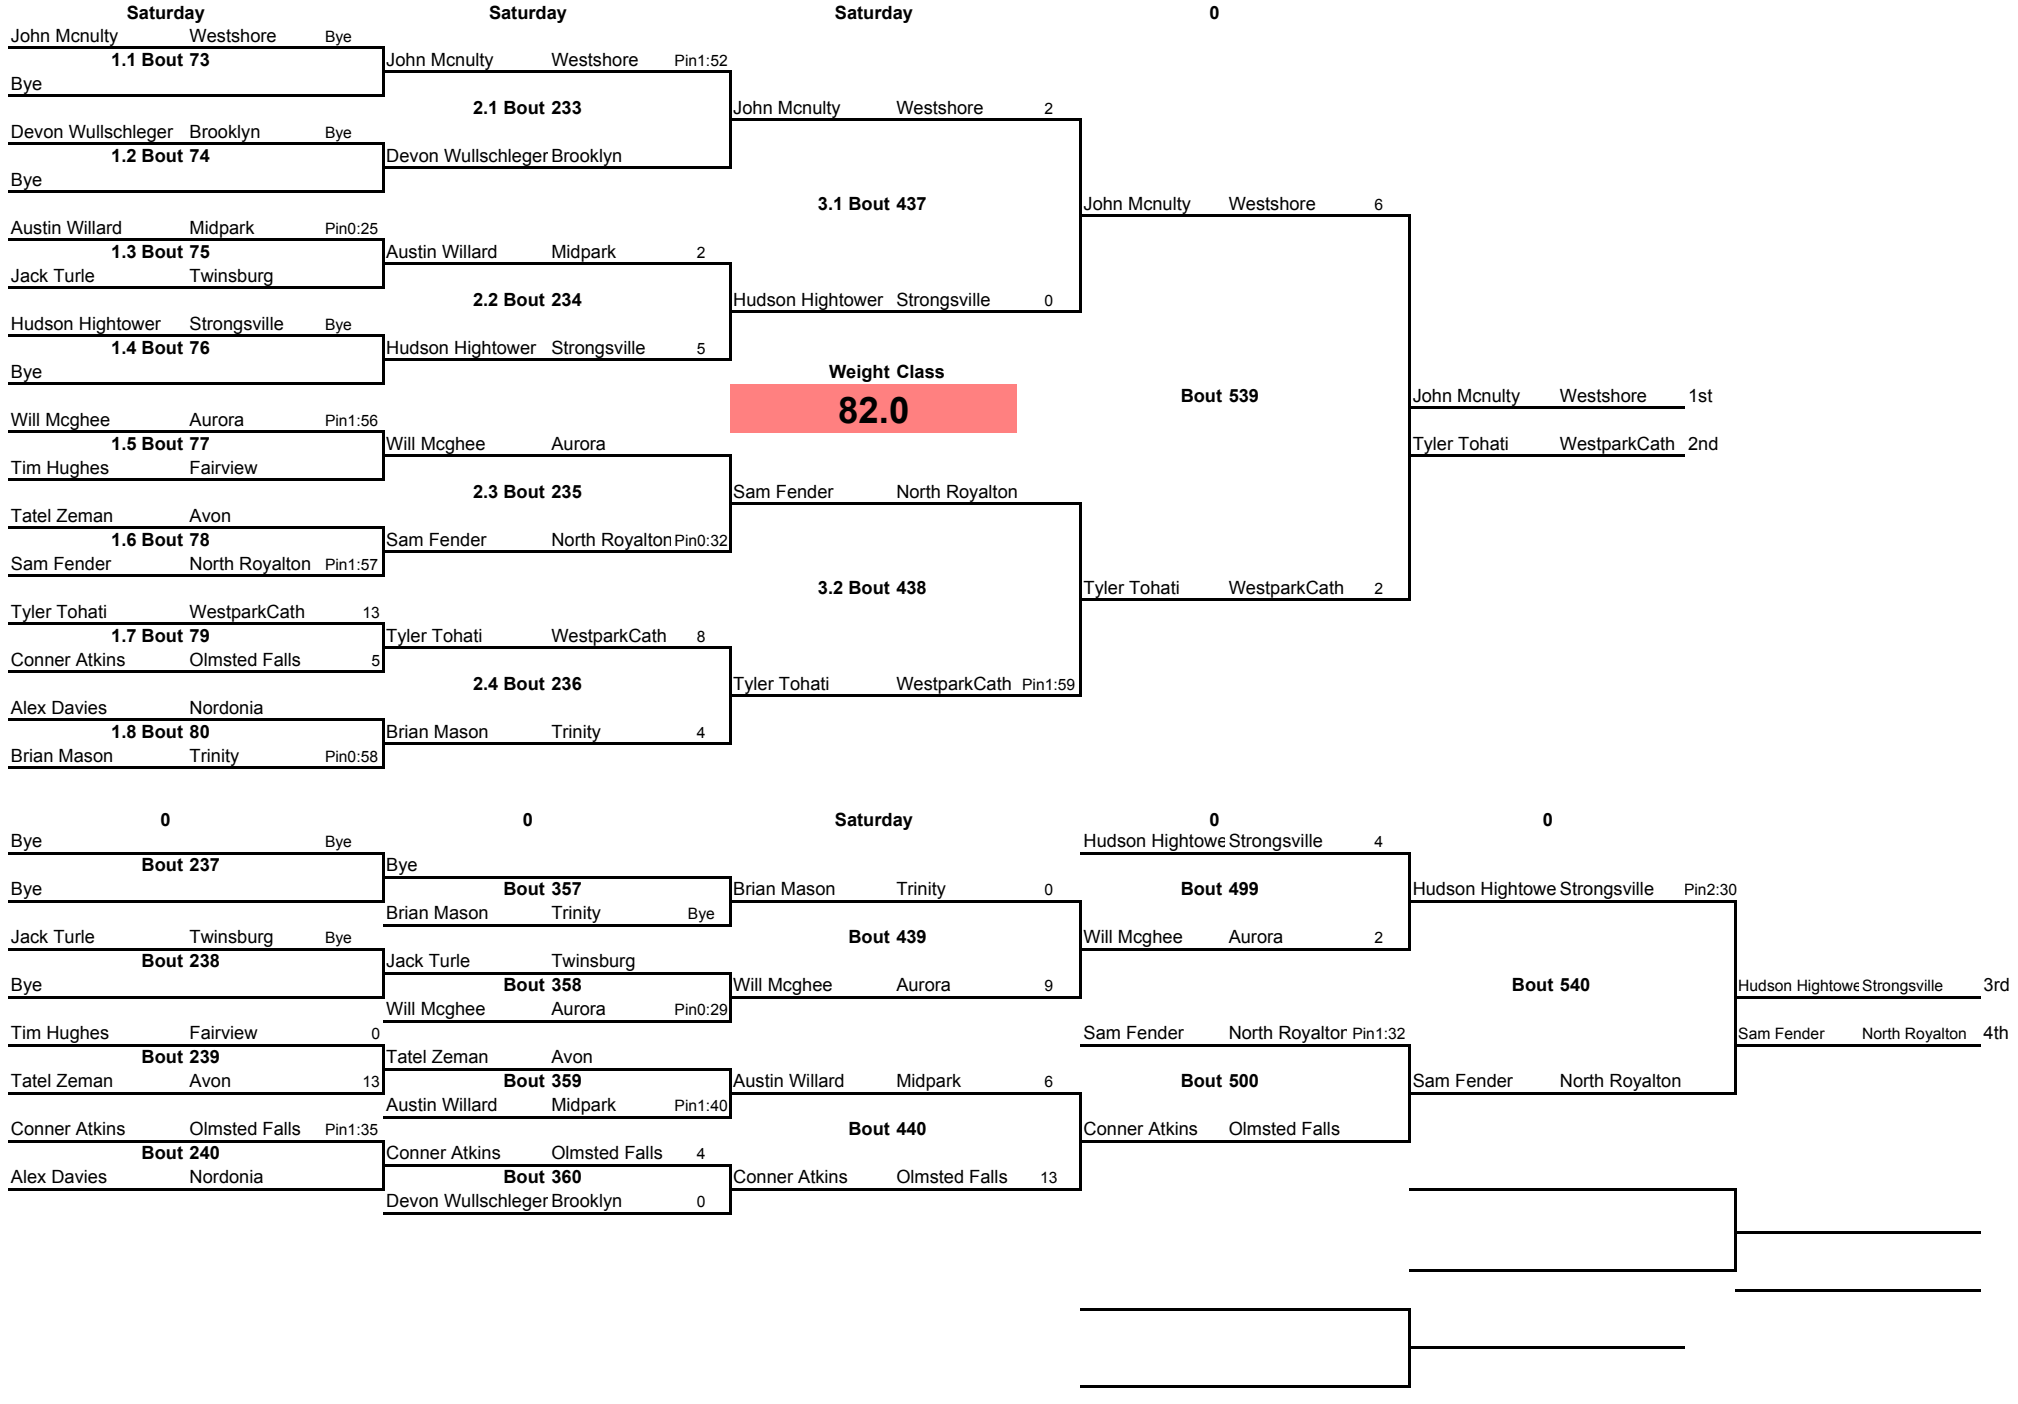 Saturday Saturday Saturday 0
John Mcnulty Westshore Bye
1.1 Bout 73 John Mcnulty Westshore Pin1:52
Bye
2.1 Bout 233 John Mcnulty Westshore 2
Devon Wullschleger Brooklyn Bye
1.2 Bout 74 Devon Wullschleger Brooklyn
Bye
3.1 Bout 437 John Mcnulty Westshore 6
Austin Willard Midpark Pin0:25
1.3 Bout 75 Austin Willard Midpark 2
Jack Turle Twinsburg
2.2 Bout 234 Hudson Hightower Strongsville 0
Hudson Hightower Strongsville Bye
1.4 Bout 76 Hudson Hightower Strongsville 5
Bye Weight Class
Bout 539 John Mcnulty Westshore 1st
82.0
Will Mcghee Aurora Pin1:56
1.5 Bout 77 Will Mcghee Aurora Tyler Tohati WestparkCath 2nd
Tim Hughes Fairview
2.3 Bout 235 Sam Fender North Royalton
Tatel Zeman Avon
1.6 Bout 78 Sam Fender North Royalton Pin0:32
Sam Fender North Royalton Pin1:57
3.2 Bout 438 Tyler Tohati WestparkCath 2
Tyler Tohati WestparkCath 13
1.7 Bout 79 Tyler Tohati WestparkCath 8
Conner Atkins Olmsted Falls 5
2.4 Bout 236 Tyler Tohati WestparkCath Pin1:59
Alex Davies Nordonia
1.8 Bout 80 Brian Mason Trinity 4
Brian Mason Trinity Pin0:58
0 0 Saturday 0 0
Bye Bye Hudson Hightowe Strongsville 4
Bout 237 Bye
Bye Bout 357 Brian Mason Trinity 0 Bout 499 Hudson Hightowe Strongsville Pin2:30
Brian Mason Trinity Bye
Jack Turle Twinsburg Bye Bout 439 Will Mcghee Aurora 2
Bout 238 Jack Turle Twinsburg
Bye Bout 358 Will Mcghee Aurora 9 Bout 540 Hudson Hightowe Strongsville 3rd
Will Mcghee Aurora Pin0:29
Tim Hughes Fairview 0 Sam Fender North Royaltor Pin1:32 Sam Fender North Royalton 4th
Bout 239 Tatel Zeman Avon
Tatel Zeman Avon 13 Bout 359 Austin Willard Midpark 6 Bout 500 Sam Fender North Royalton
Austin Willard Midpark Pin1:40
Conner Atkins Olmsted Falls Pin1:35 Bout 440 Conner Atkins Olmsted Falls
Bout 240 Conner Atkins Olmsted Falls 4
Alex Davies Nordonia Bout 360 Conner Atkins Olmsted Falls 13
Devon Wullschleger Brooklyn 0